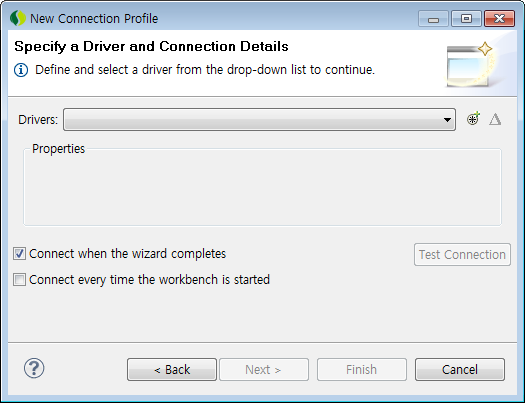 New Connection Profile
Specify a Driver and Connection Details
Define and select a driver from the drop-down list to continue.
Drivers:
Properties
Connect when the wizard completes
Test Connection
Connect every time the workbench is started
< Back
Next >
Finish
Cancel